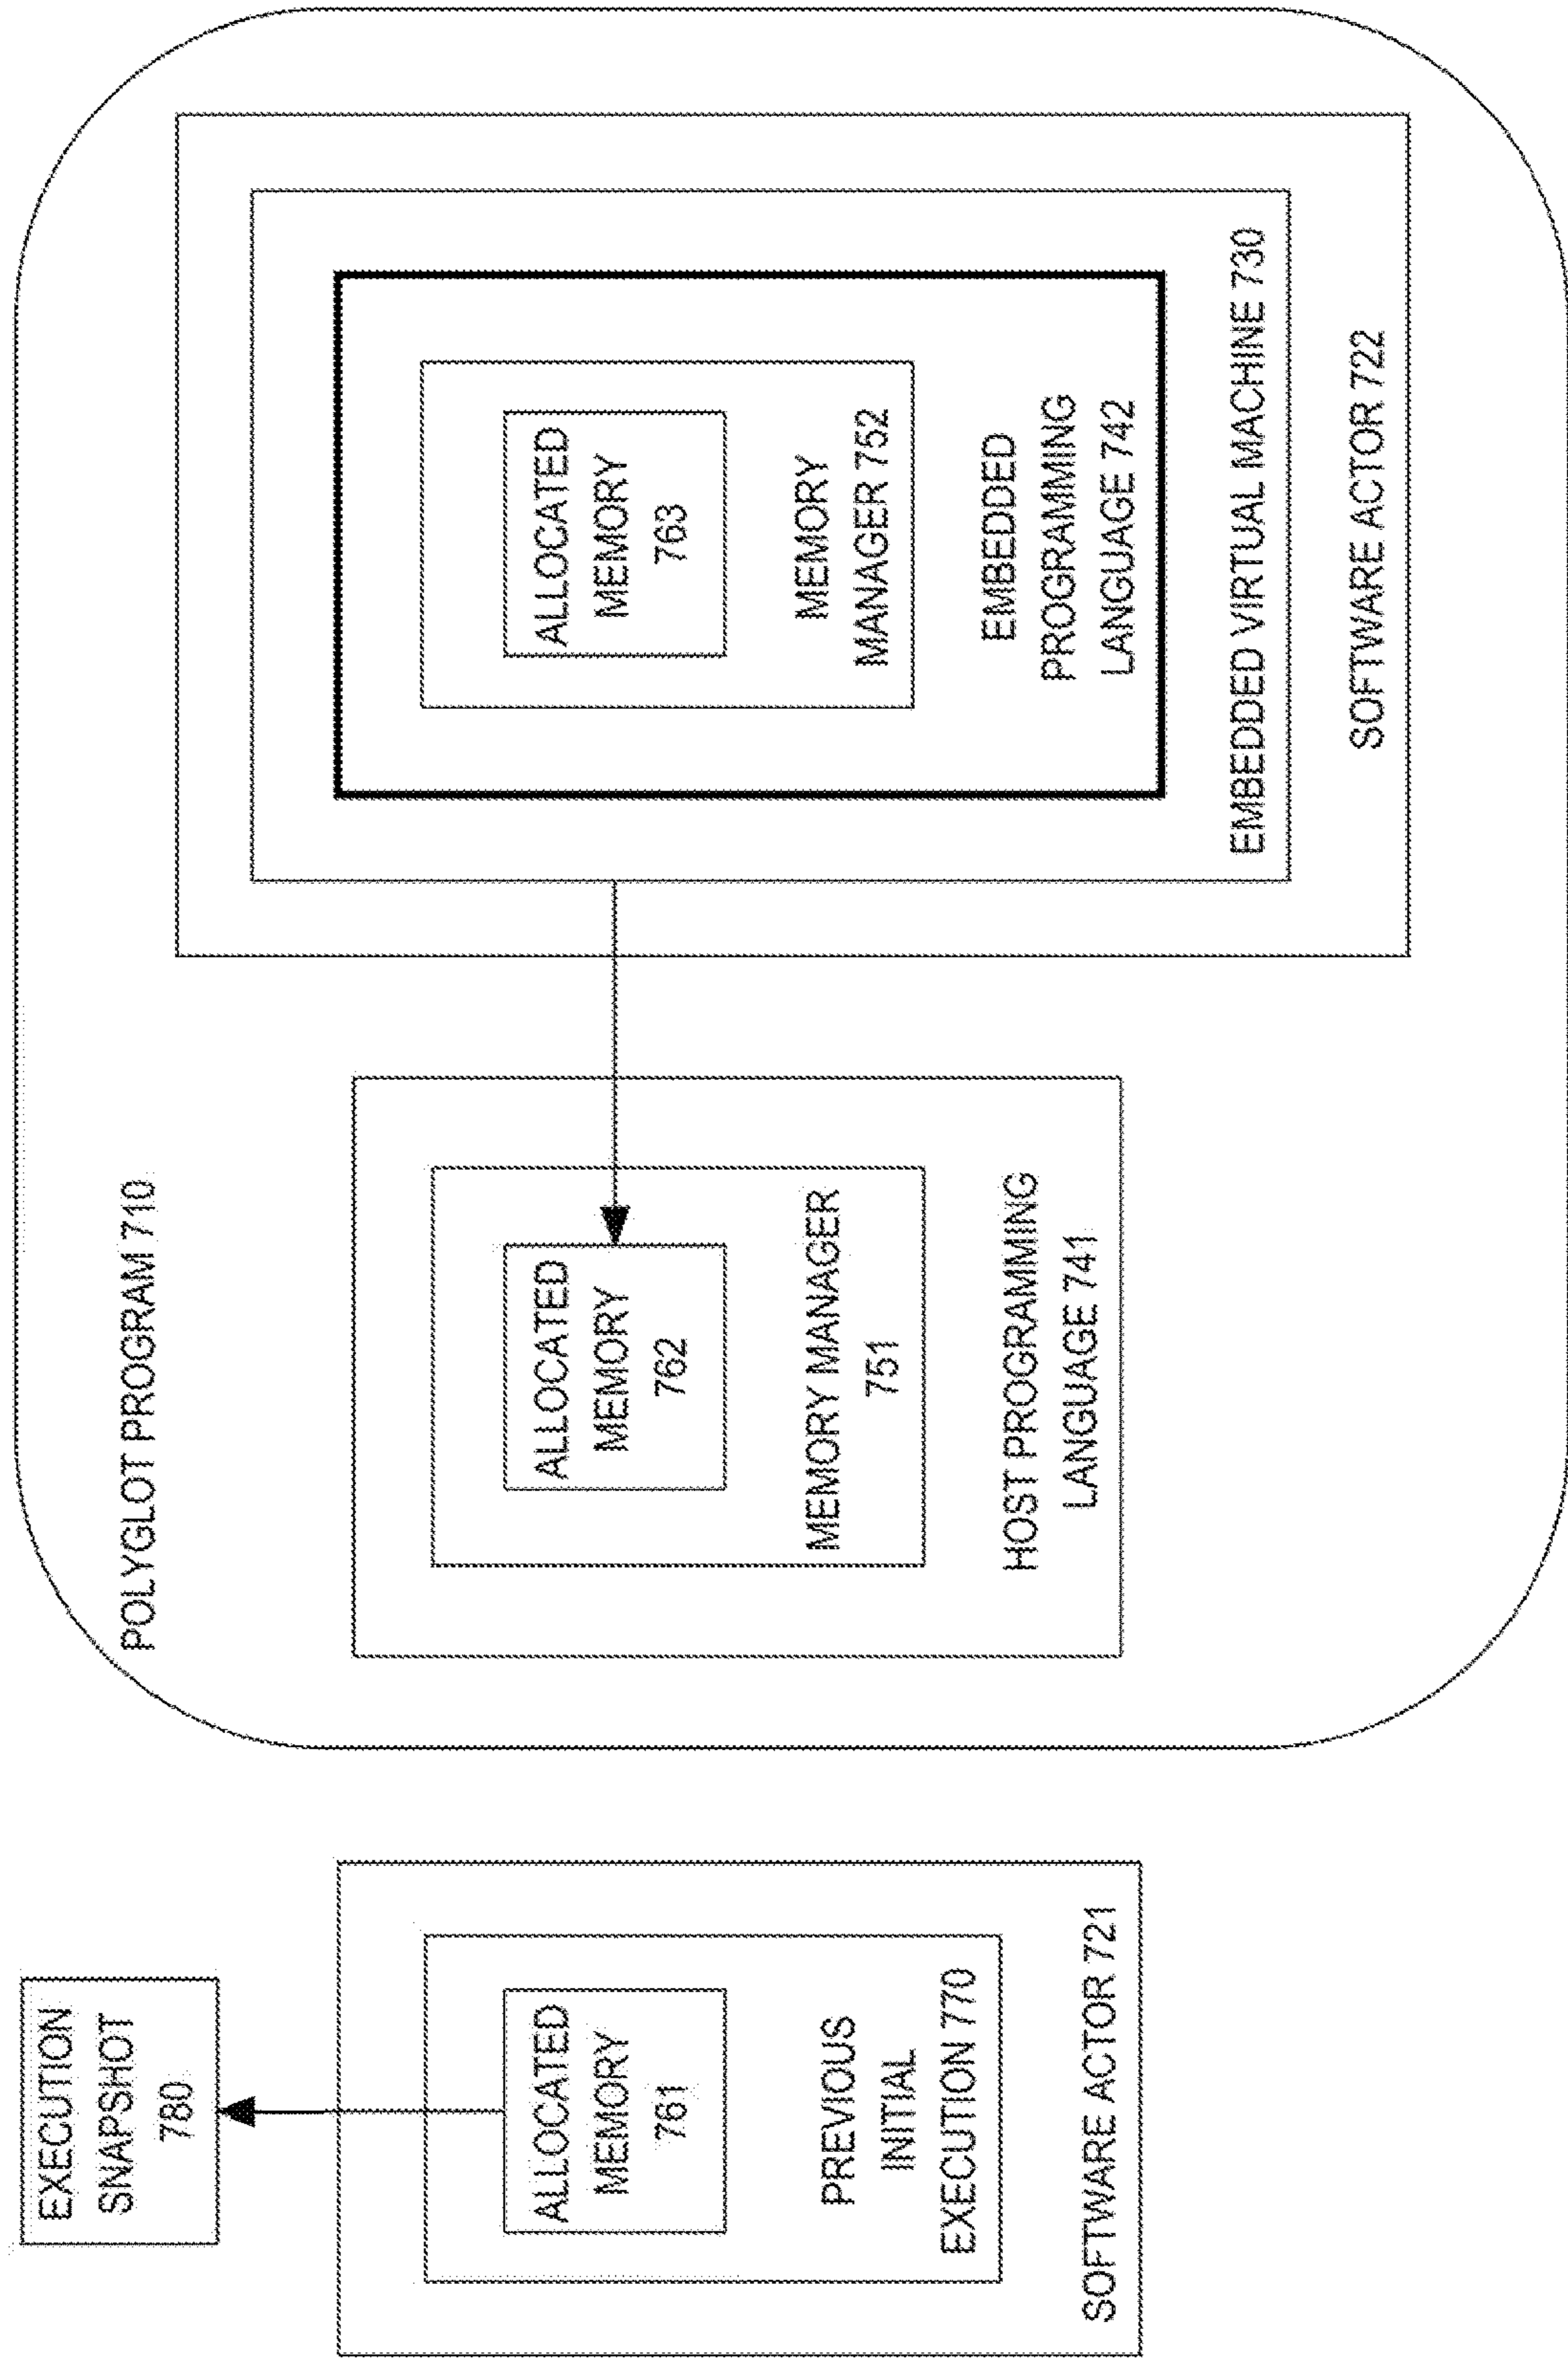 EXECUTION
SNAPSHOT
780
ALLOCATED
MEMORY
761
PREVIOUS
INITIAL
EXECUTION 770
SOFTWARE ACTOR 721
POLYGLOT PROGRAM 710
ALLOCATED
MEMORY
762
MEMORY MANAGER
751
HOST PROGRAMMING
LANGUAGE 741
ALLOCATED
MEMORY
763
MEMORY
MANAGER 752
EMBEDDED
PROGRAMMING
LANGUAGE 742
EMBEDDED VIRTUAL MACHINE 730
SOFTWARE ACTOR 722